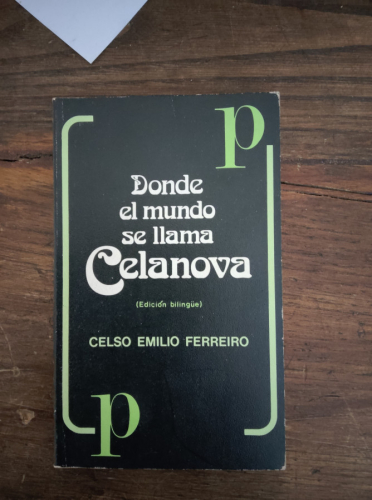 p
Donde
el mundo
se llama
Celanova
(Edición bilingüe)
CELSO EMILIO FERREIRO
p